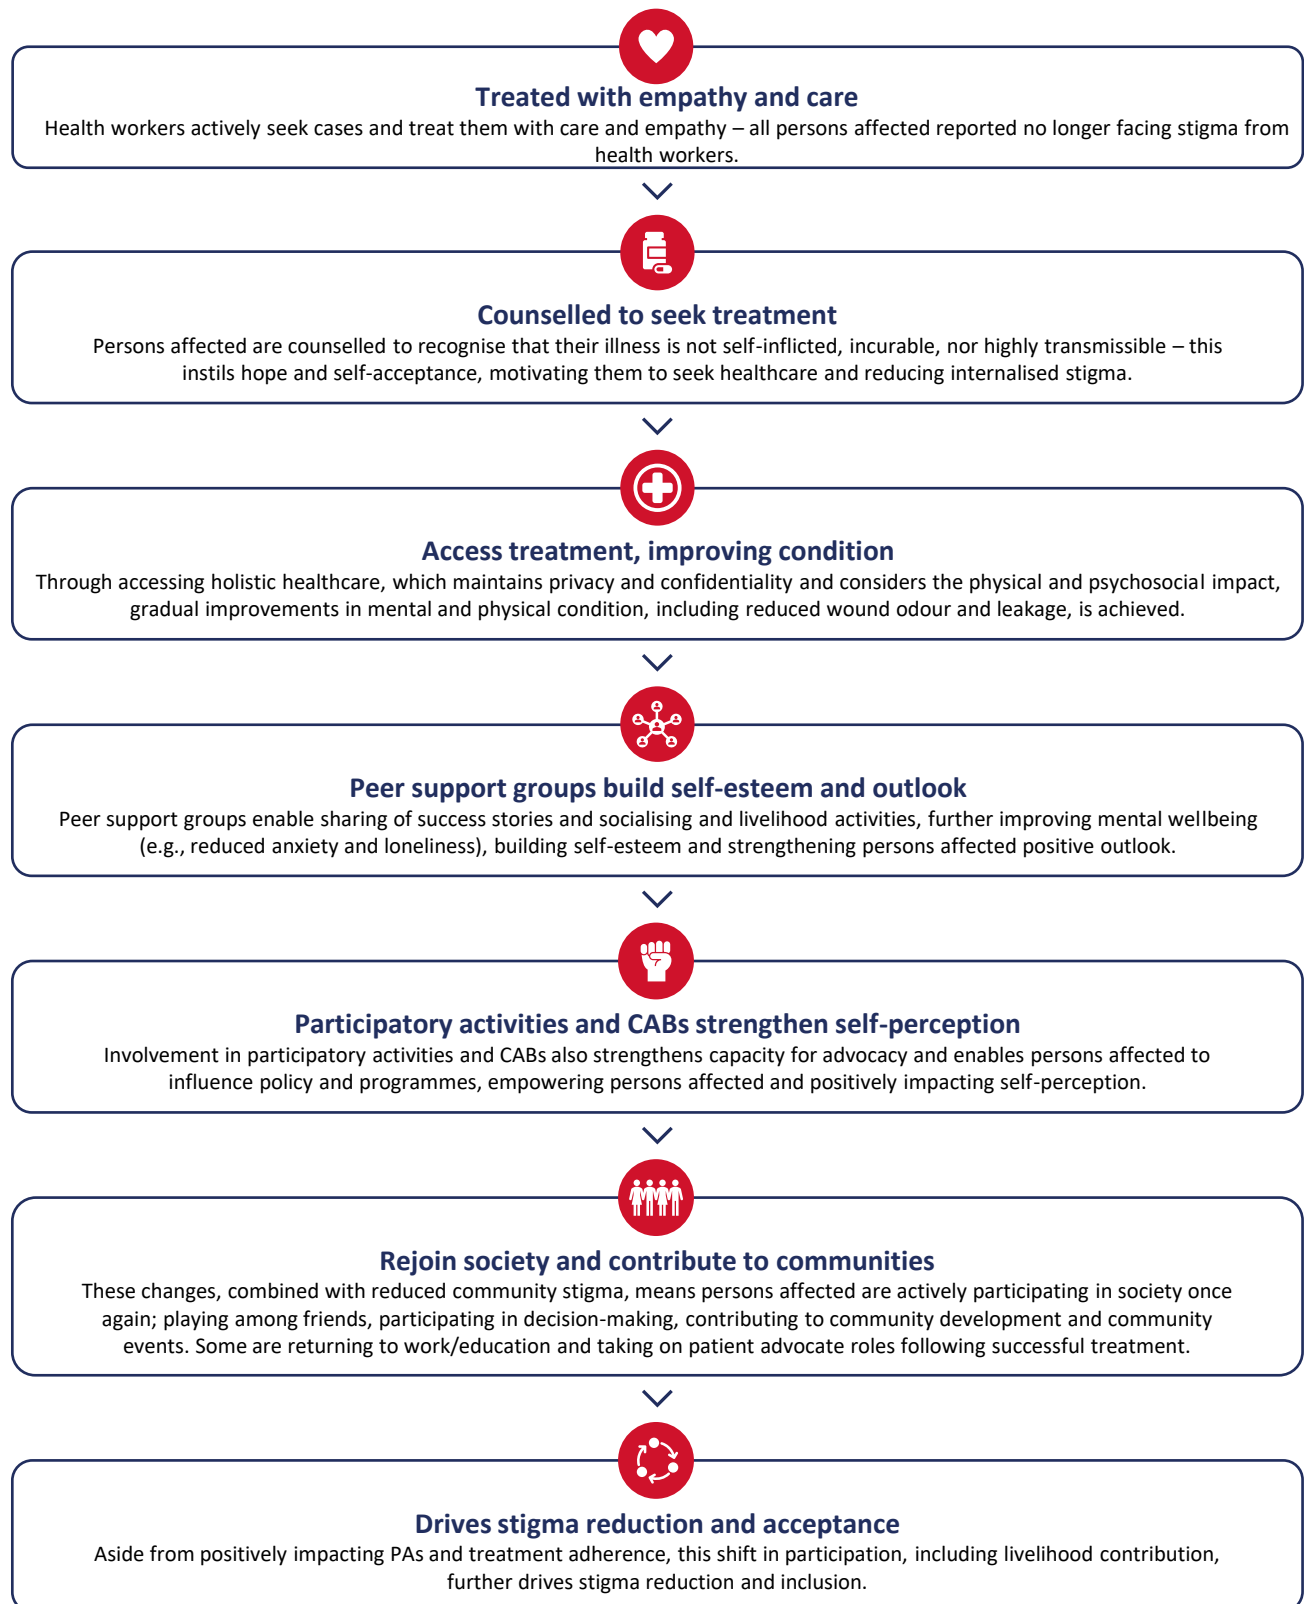 Treated with empathy and care
Health workers actively seek cases and treat them with care and empathy – all persons affected reported no longer facing stigma from
health workers.
Counselled to seek treatment
Persons affected are counselled to recognise that their illness is not self-inflicted, incurable, nor highly transmissible – this
instils hope and self-acceptance, motivating them to seek healthcare and reducing internalised stigma.
Access treatment, improving condition
Through accessing holistic healthcare, which maintains privacy and confidentiality and considers the physical and psychosocial impact,
gradual improvements in mental and physical condition, including reduced wound odour and leakage, is achieved.
Peer support groups build self-esteem and outlook
Peer support groups enable sharing of success stories and socialising and livelihood activities, further improving mental wellbeing
(e.g., reduced anxiety and loneliness), building self-esteem and strengthening persons affected positive outlook.
Participatory activities and CABs strengthen self-perception
Involvement in participatory activities and CABs also strengthens capacity for advocacy and enables persons affected to
influence policy and programmes, empowering persons affected and positively impacting self-perception.
Rejoin society and contribute to communities
These changes, combined with reduced community stigma, means persons affected are actively participating in society once
again; playing among friends, participating in decision-making, contributing to community development and community
events. Some are returning to work/education and taking on patient advocate roles following successful treatment.
Drives stigma reduction and acceptance
Aside from positively impacting PAs and treatment adherence, this shift in participation, including livelihood contribution,
further drives stigma reduction and inclusion.